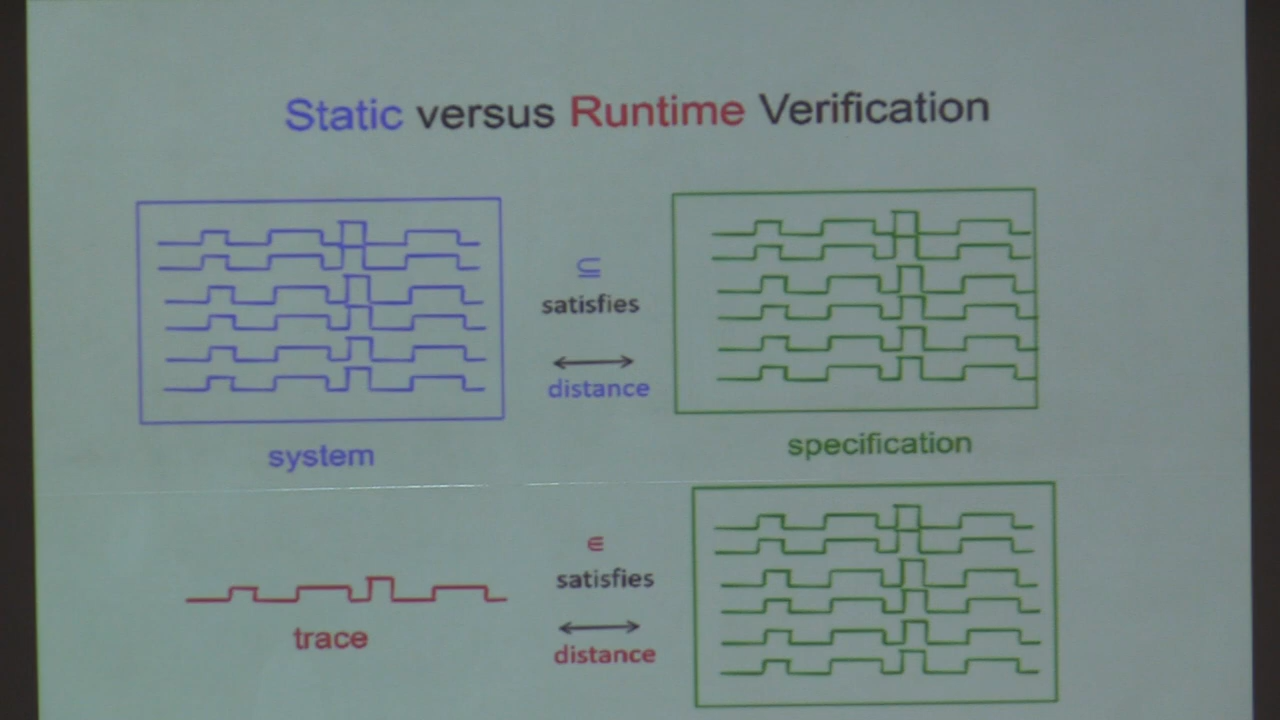 Static versus Runtime Verification
⊆
satisfies
distance
system
specification
∈
satisfies
distance
trace